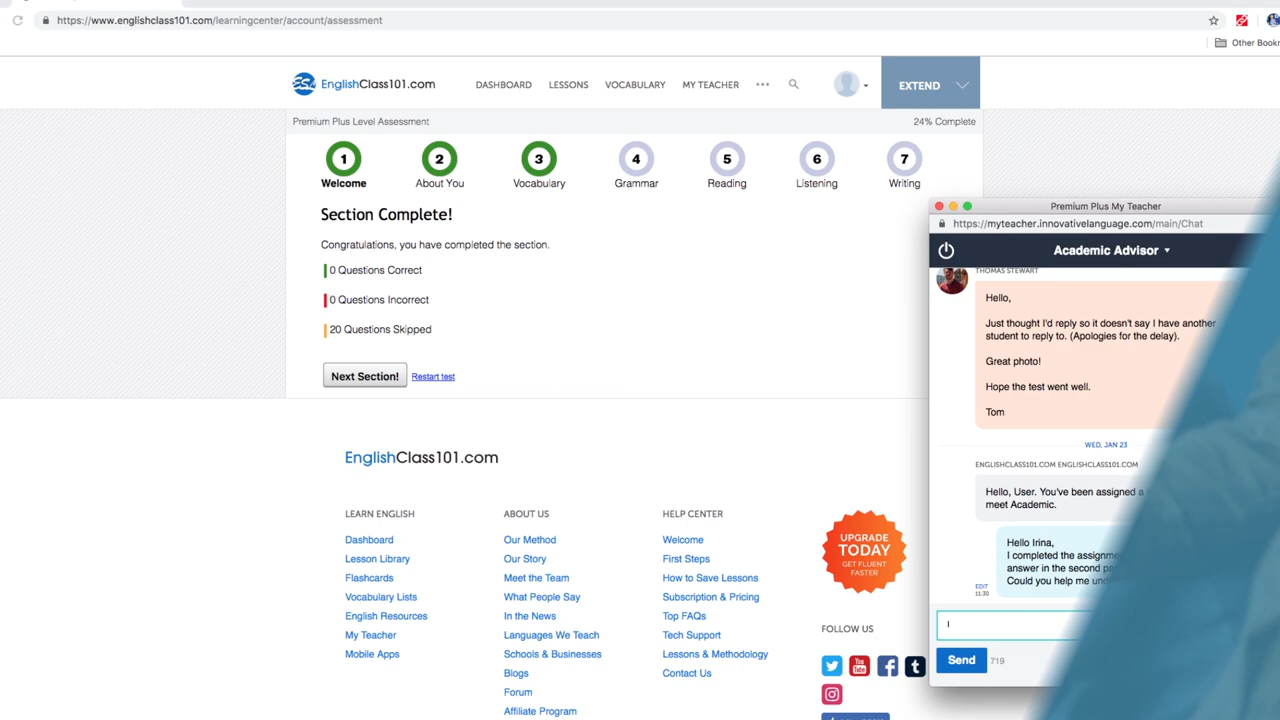 https://www.englishclass101.com/learningcenter/account/assessment
Other Bookr
EnglishClass101.com
DASHBOARD LESSONS VOCABULARY MY TEACHER
EXTEND
Premium Plus Level Assessment
24% Complete
1 2 3 4 5 6 7
Welcome About You Vocabulary Grammar Reading Listening Writing
Section Complete!
Congratulations, you have completed the section.
0 Questions Correct
0 Questions Incorrect
20 Questions Skipped
Next Section! Restart test
Premium Plus My Teacher
https://myteacher.innovativelanguage.com/main/Chat
Academic Advisor
THOMAS STEWART
Hello,
Just thought I'd reply so it doesn't say I have another
student to reply to. (Apologies for the delay).
Great photo!
Hope the test went well.
Tom
WED, JAN 23
ENGLISHCLASS101.COM ENGLISHCLASS101.COM
Hello, User. You've been assigned a
meet Academic.
Hello Irina,
I completed the assignme
answer in the second pa
Could you help me und
EDIT
11:30
I
Send 719
EnglishClass101.com
LEARN ENGLISH
Dashboard
Lesson Library
Flashcards
Vocabulary Lists
English Resources
My Teacher
Mobile Apps
ABOUT US
Our Method
Our Story
Meet the Team
What People Say
In the News
Languages We Teach
Schools & Businesses
Blogs
Forum
Affiliate Program
HELP CENTER
Welcome
First Steps
How to Save Lessons
Subscription & Pricing
Top FAQs
Tech Support
Lessons & Methodology
Contact Us
UPGRADE
TODAY
GET FLUENT
FASTER
FOLLOW US